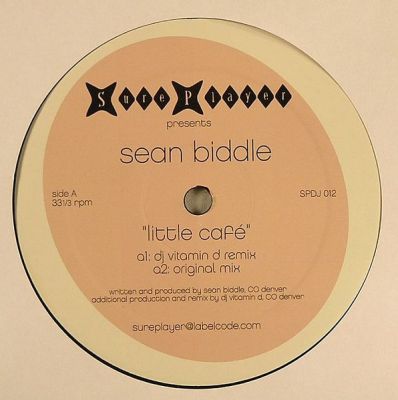 Sure Player
presents
sean biddle
side A
33 1/3 rpm
SPDJ 012
"little café"
a1: dj vitamin d remix
a2: original mix
written and produced by sean biddle, CO denver
additional production and remix by dj vitamin d, CO denver
sureplayer@labelcode.com